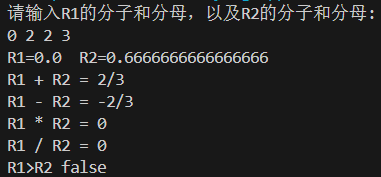 请输入R1的分子和分母，以及R2的分子和分母：
0 2 2 3
R1=0.0  R2=0.6666666666666666
R1 + R2 = 2/3
R1 - R2 = -2/3
R1 * R2 = 0
R1 / R2 = 0
R1>R2 false